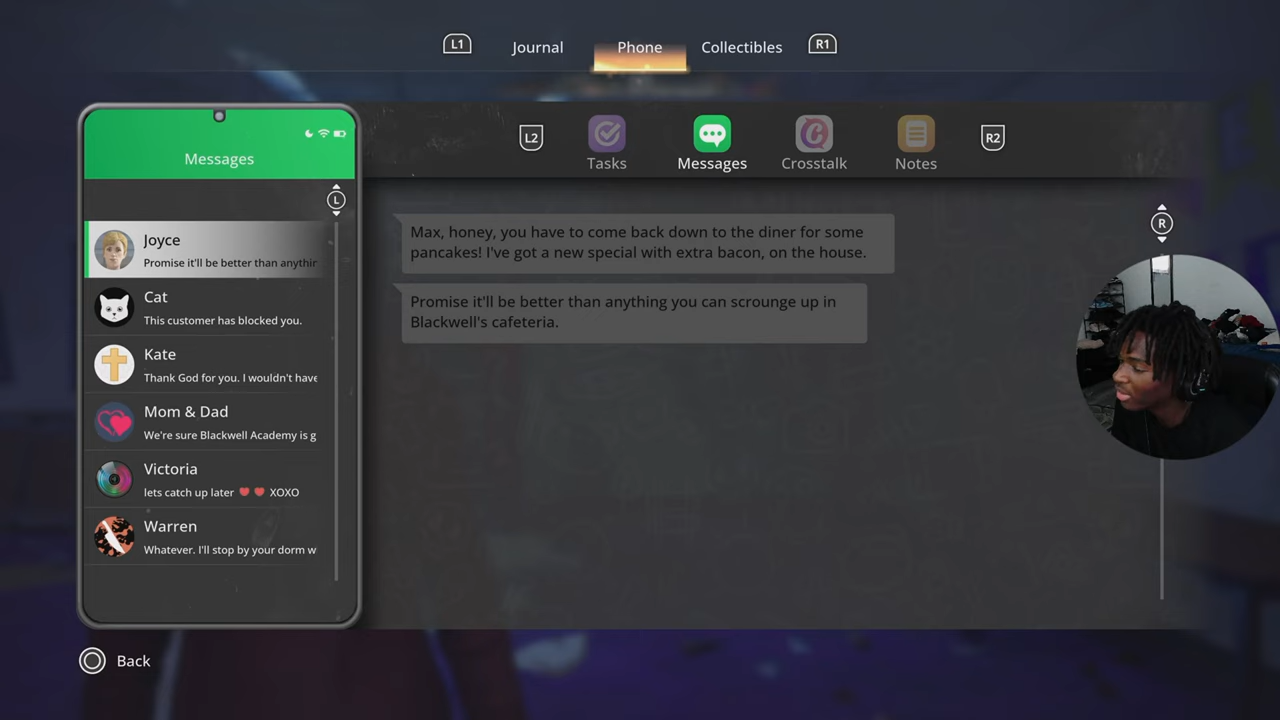 L1 Journal Phone Collectibles R1
L2 Tasks Messages Crosstalk Notes R2
Messages
L
Joyce
Promise it'll be better than anythin
Cat
This customer has blocked you.
Kate
Thank God for you. I wouldn't have
Mom & Dad
We're sure Blackwell Academy is g
Victoria
lets catch up later ❤️ ❤️ XOXO
Warren
Whatever. I'll stop by your dorm w
Max, honey, you have to come back down to the diner for some
pancakes! I've got a new special with extra bacon, on the house.
Promise it'll be better than anything you can scrounge up in
Blackwell's cafeteria.
R
Back